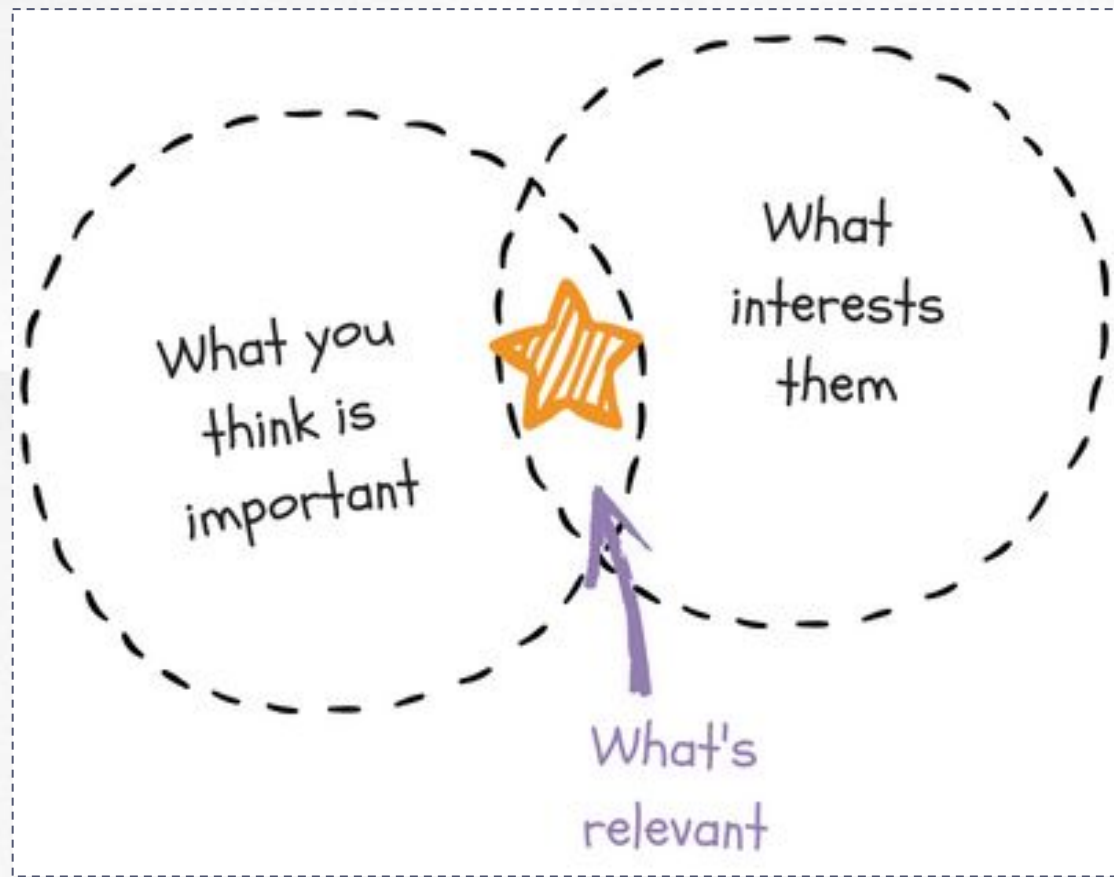 What you
think is
important
What
interests
them
What's
relevant